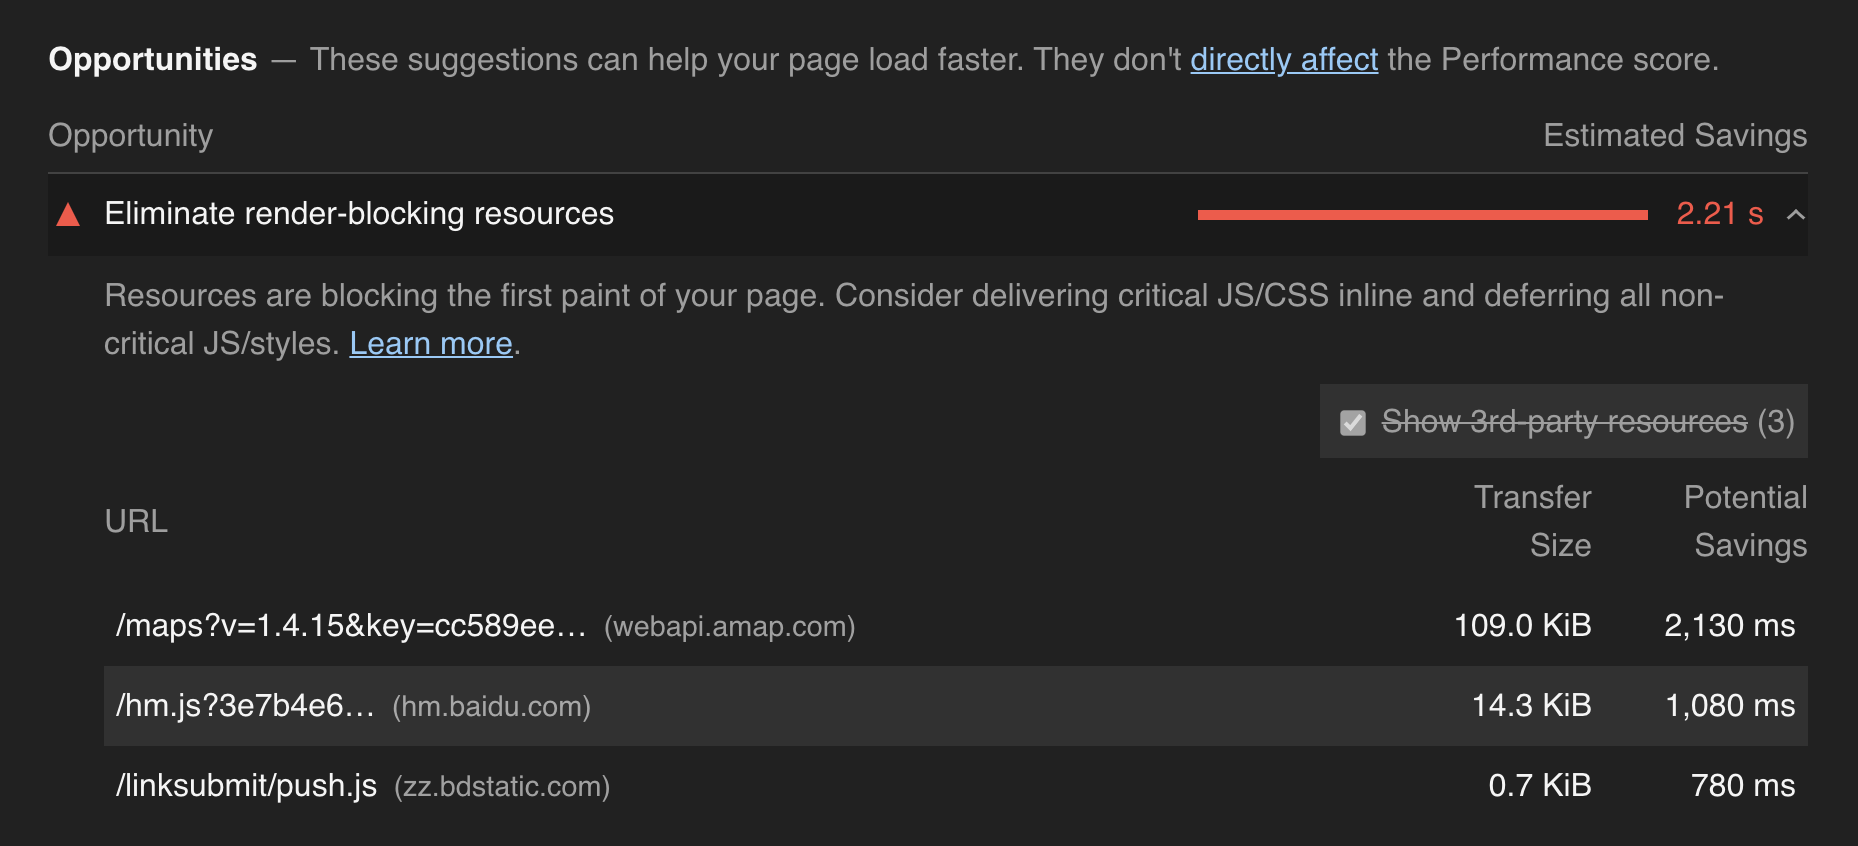 Opportunities — These suggestions can help your page load faster. They don't directly affect the Performance score.
Opportunity Estimated Savings
Eliminate render-blocking resources 2.21 s
Resources are blocking the first paint of your page. Consider delivering critical JS/CSS inline and deferring all non-
critical JS/styles. Learn more.
Show 3rd-party resources (3)
URL Transfer Size Potential Savings
/maps?v=1.4.15&key=cc589ee… (webapi.amap.com) 109.0 KiB 2,130 ms
/hm.js?3e7b4e6… (hm.baidu.com) 14.3 KiB 1,080 ms
/linksubmit/push.js (zz.bdstatic.com) 0.7 KiB 780 ms